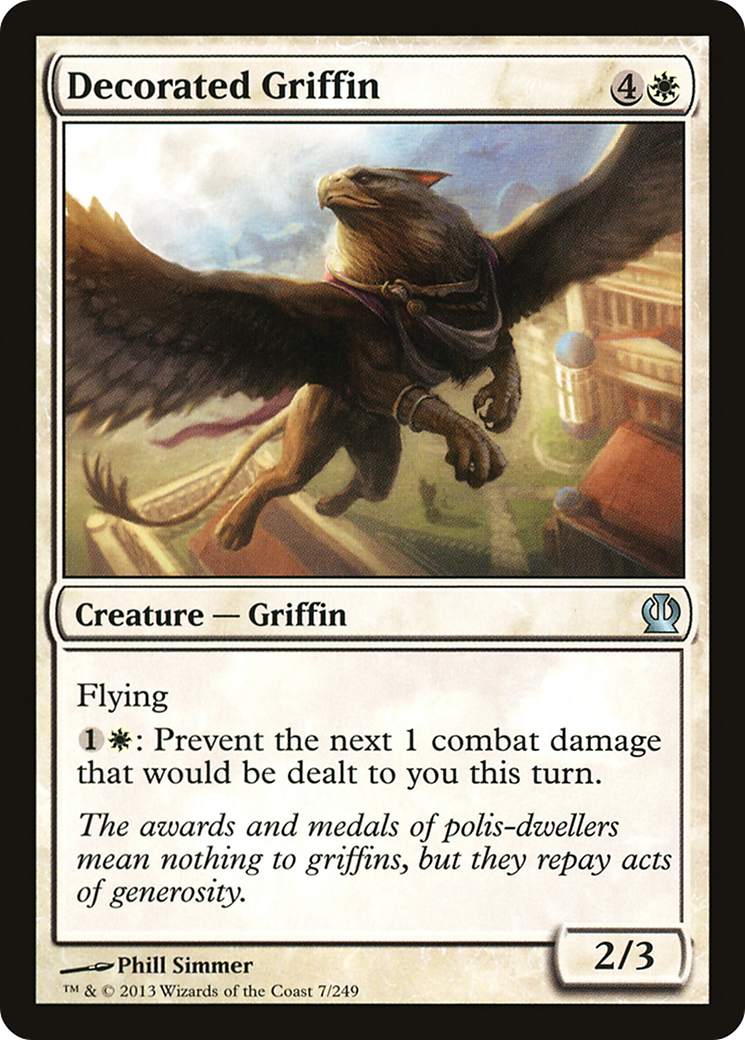 Decorated Griffin 4
Creature — Griffin
Flying
1 : Prevent the next 1 combat damage
that would be dealt to you this turn.
The awards and medals of polis-dwellers
mean nothing to griffins, but they repay acts
of generosity.
2/3
Phill Simmer
™ & © 2013 Wizards of the Coast 7/249